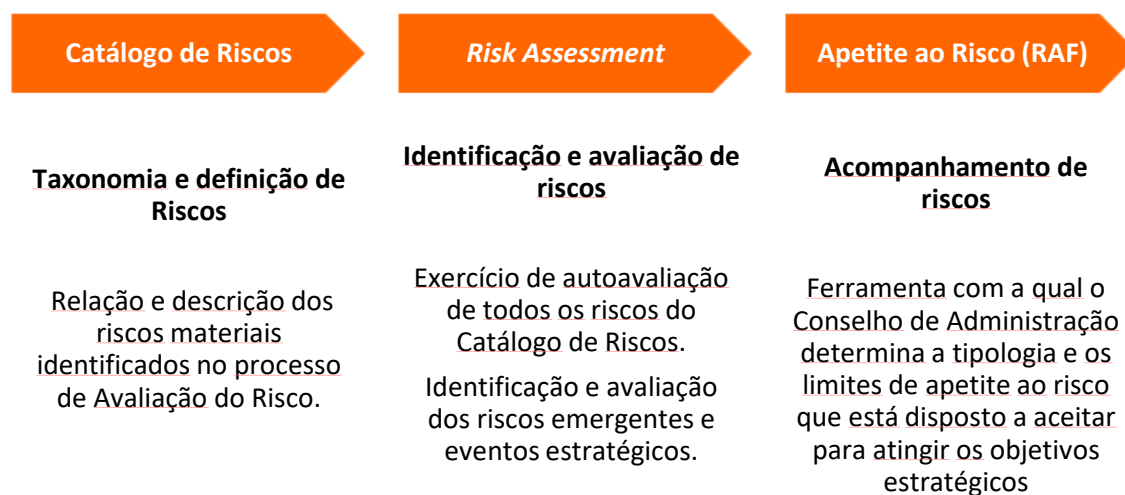 Catálogo de Riscos
Taxonomia e definição de
Riscos
Relação e descrição dos
riscos materiais
identificados no processo
de Avaliação do Risco.
Risk Assessment
Identificação e avaliação de
riscos
Exercício de autoavaliação
de todos os riscos do
Catálogo de Riscos.
Identificação e avaliação
dos riscos emergentes e
eventos estratégicos.
Apetite ao Risco (RAF)
Acompanhamento de
riscos
Ferramenta com a qual o
Conselho de Administração
determina a tipologia e os
limites de apetite ao risco
que está disposto a aceitar
para atingir os objetivos
estratégicos